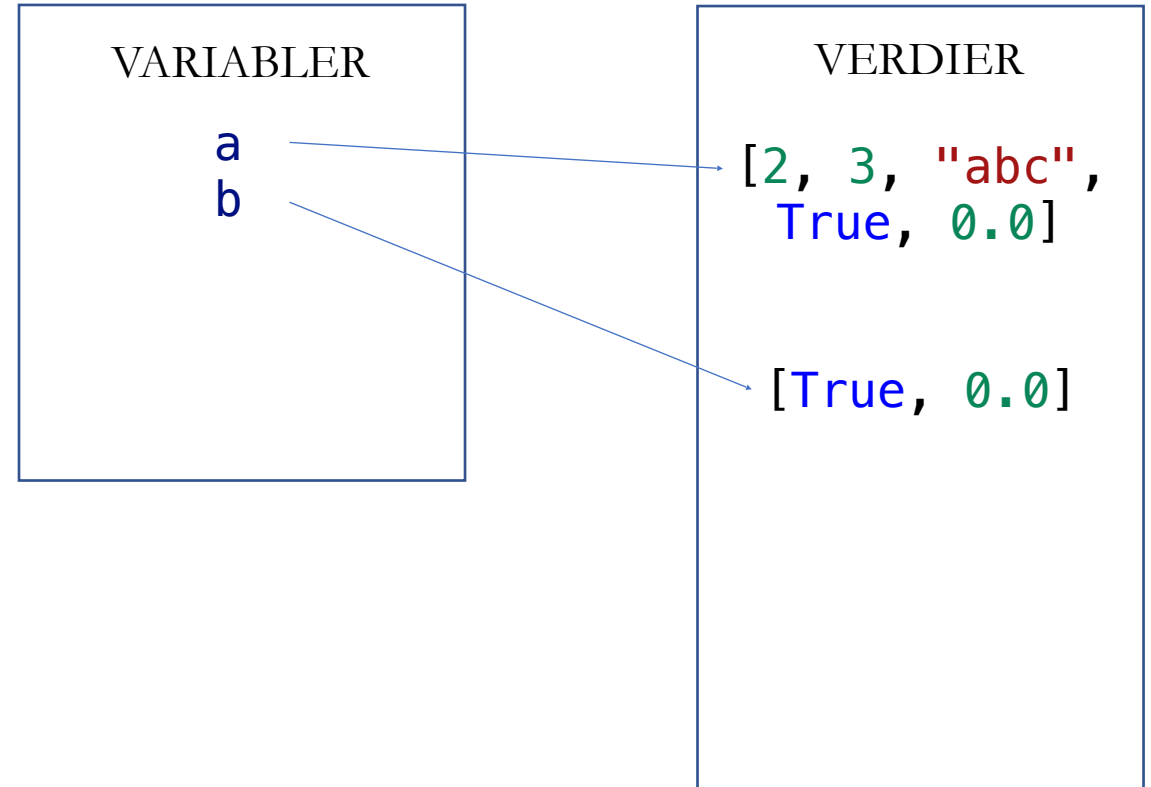 VARIABLER
a
b
VERDIER
[2, 3, "abc",
True, 0.0]
[True, 0.0]